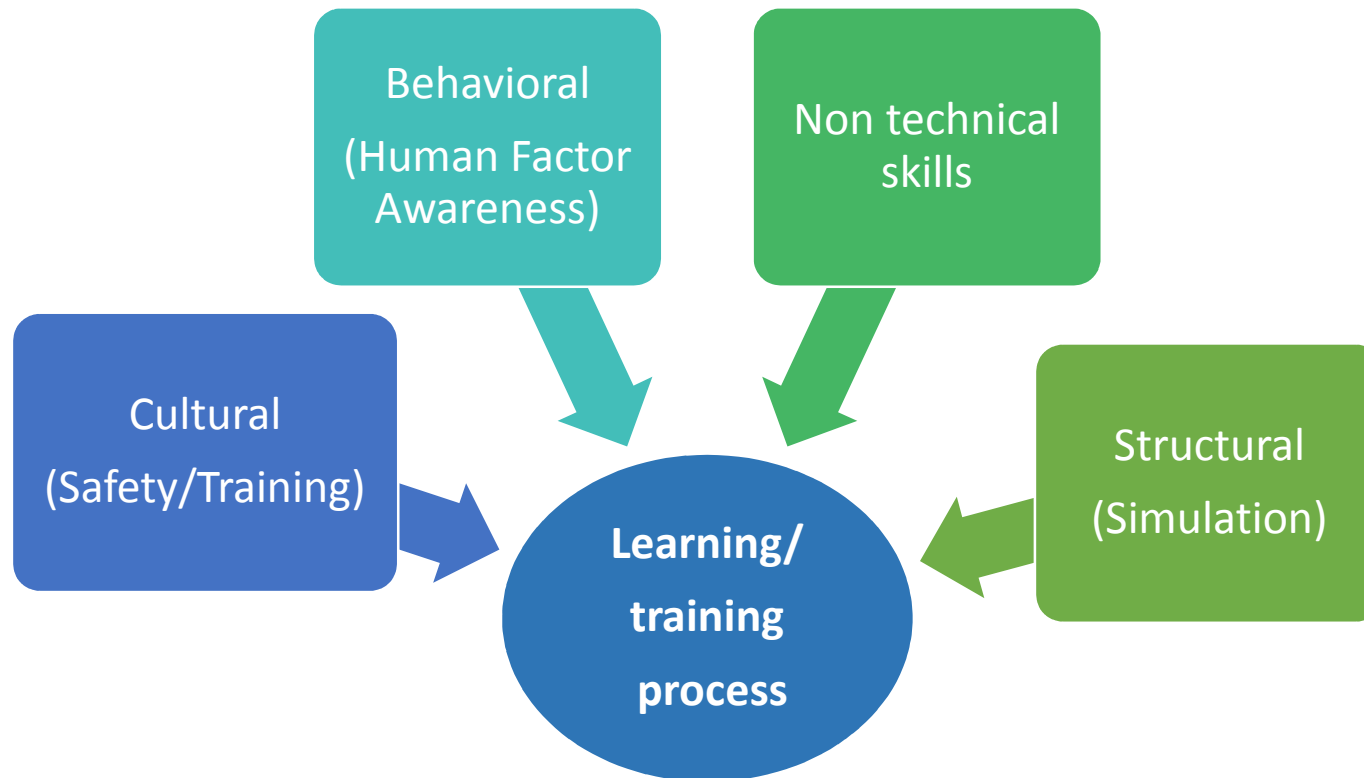 Behavioral
(Human Factor
Awareness)
Non technical
skills
Cultural
(Safety/Training)
Structural
(Simulation)
Learning/
training
process